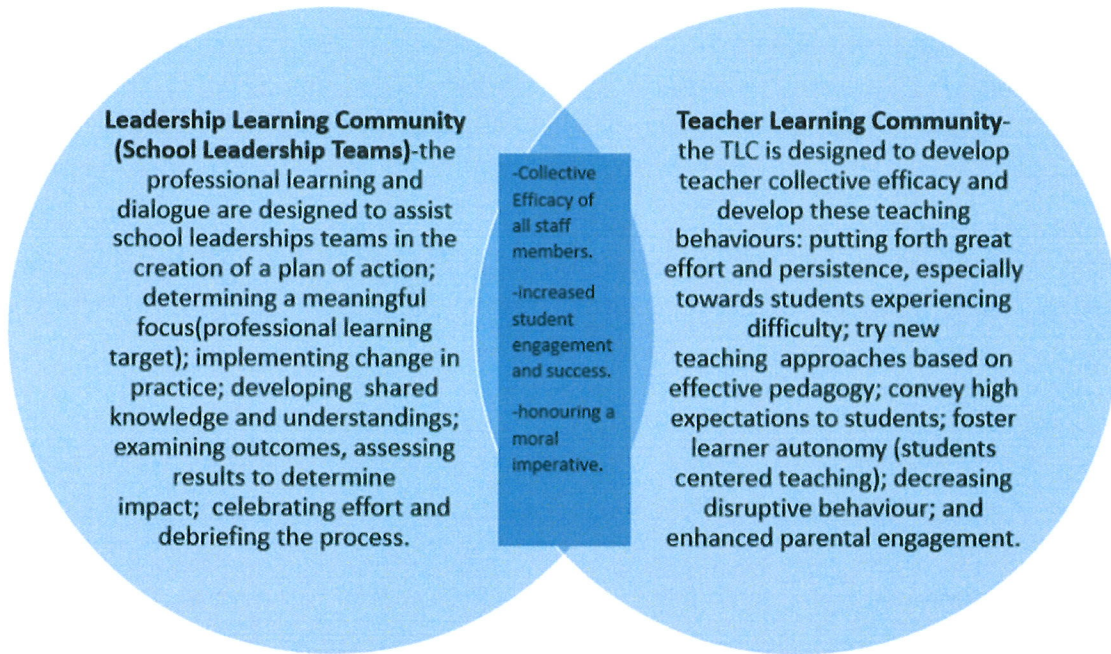 Leadership Learning Community
(School Leadership Teams)-the
professional learning and
dialogue are designed to assist
school leaderships teams in the
creation of a plan of action;
determining a meaningful
focus(professional learning
target); implementing change in
practice; developing shared
knowledge and understandings;
examining outcomes, assessing
results to determine
impact; celebrating effort and
debriefing the process.
-Collective
Efficacy of
all staff
members.
-increased
student
engagement
and success.
-honouring a
moral
imperative.
Teacher Learning Community-
the TLC is designed to develop
teacher collective efficacy and
develop these teaching
behaviours: putting forth great
effort and persistence, especially
towards students experiencing
difficulty; try new
teaching approaches based on
effective pedagogy; convey high
expectations to students; foster
learner autonomy (students
centered teaching); decreasing
disruptive behaviour; and
enhanced parental engagement.